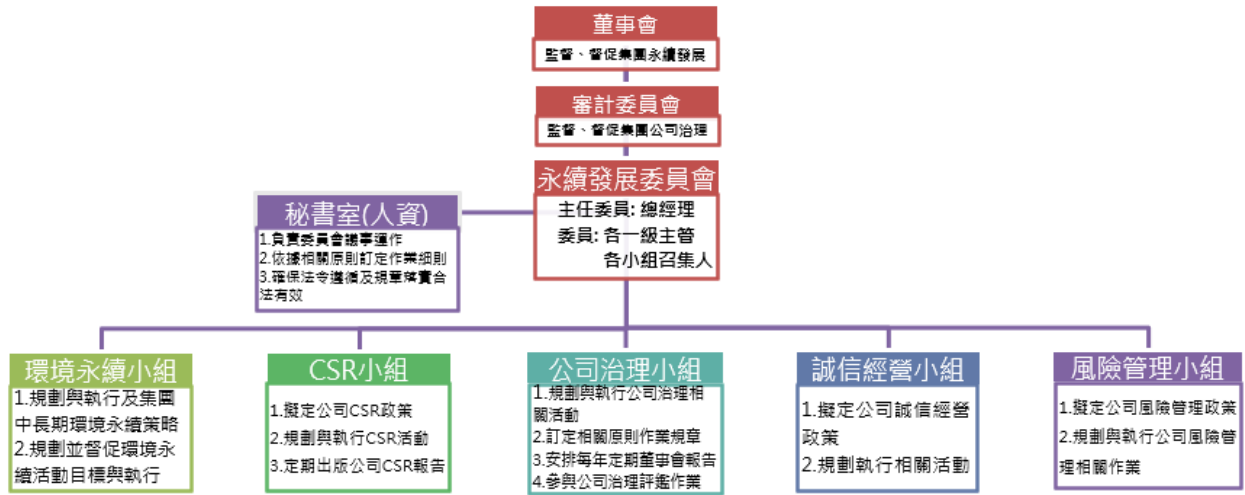 董事會
監督、督促集團永續發展
審計委員會
監督、督促集團公司治理
永續發展委員會
主任委員: 總經理
委員: 各一級主管
各小組召集人
秘書室(人資)
1.負責委員會議事運作
2.依據相關原則訂定作業細則
3.確保法令遵循及規章落實合
法有效
環境永續小組
1.規劃與執行及集團
中長期環境永續策略
2.規劃並督促環境永
續活動目標與執行
CSR小組
1.擬定公司CSR政策
2.規劃與執行CSR活動
3.定期出版公司CSR報告
公司治理小組
1.規劃與執行公司治理相
關活動
2.訂定相關原則作業規章
3.安排每年定期董事會報告
4.參與公司治理評鑑作業
誠信經營小組
1.擬定公司誠信經營
政策
2.規劃執行相關活動
風險管理小組
1.擬定公司風險管理政策
2.規劃與執行公司風險管
理相關作業